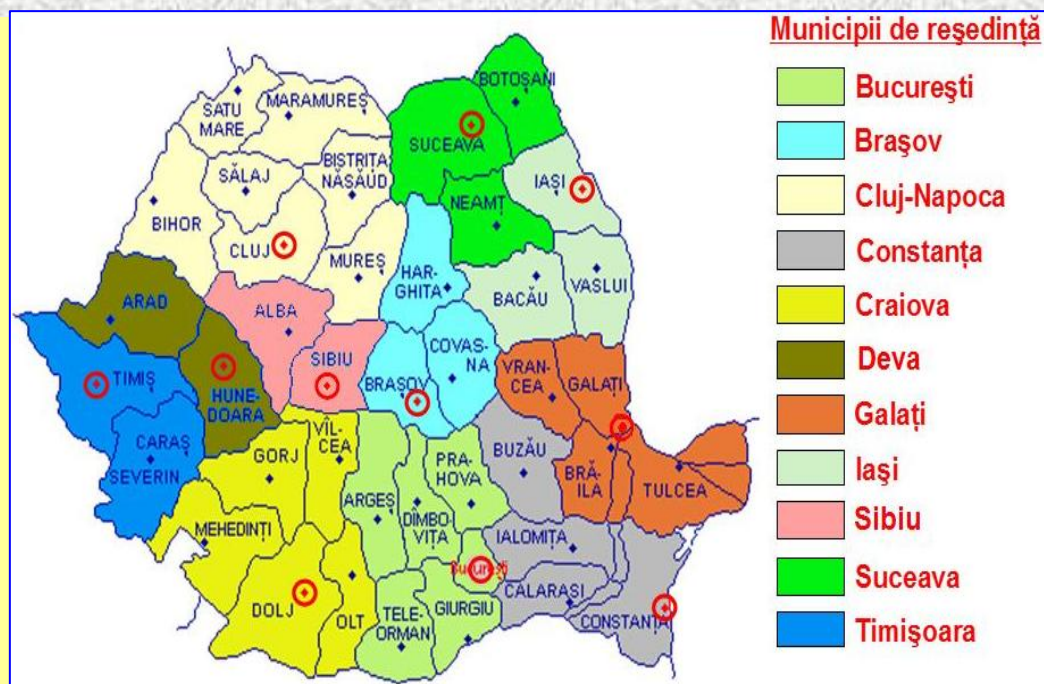 Municipii de reşedinţă
Bucureşti
Braşov
Cluj-Napoca
Constanţa
Craiova
Deva
Galaţi
Iaşi
Sibiu
Suceava
Timişoara
BOTOŞANI
SATU
MARE
MARAMUREŞ
SUCEAVA
BISTRIŢA
NĂSĂUD
SĂLAJ
IAŞI
NEAMŢ
BIHOR
CLUJ
MUREŞ
HAR-
GHITA
BACĂU
VASLUI
ARAD
ALBA
COVAS-
NA
SIBIU
BRAŞOV
VRAN-
CEA
GALAŢI
TIMIŞ
HUNE-
DOARA
CARAŞ
SEVERIN
VÎL-
CEA
GORJ
BUZĂU
PRA-
HOVA
BRĂ-
ILA
TULCEA
ARGEŞ
DÎMBO-
VIŢA
MEHEDINŢI
IALOMIŢA
Bucureşti
CALARASI
DOLJ
OLT
TELE-
ORMAN
GIURGIU
CONSTANŢA